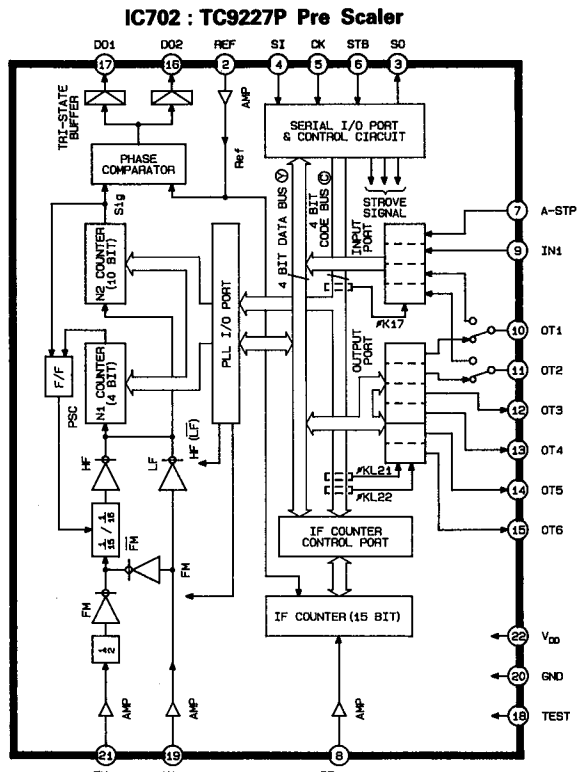 IC702 : TC9227P Pre Scaler
DO1
DO2
REF
SI
CK
STB
SO
17
16
2
4
5
6
3
TRI-STATE
BUFFER
AMP
Ref
PHASE
COMPARATOR
SERIAL I/O PORT
& CONTROL CIRCUIT
STROVE
SIGNAL
4 BIT DATA BUS Y
4 BIT
CODE BUS C
INPUT
PORT
7 A-STP
9 IN1
Sig
N2 COUNTER
(10 BIT)
PLL I/O PORT
#K17
10 OT1
11 OT2
12 OT3
13 OT4
14 OT5
15 OT6
OUTPUT
PORT
F/F
PSC
N1 COUNTER
(4 BIT)
HF
LF
HF (LF)
#KL21
#KL22
1/15 / 1/16
FM
FM
FM
1/2
IF COUNTER
CONTROL PORT
IF COUNTER (15 BIT)
22 VDD
20 GND
18 TEST
AMP
AMP
AMP
21
19
8